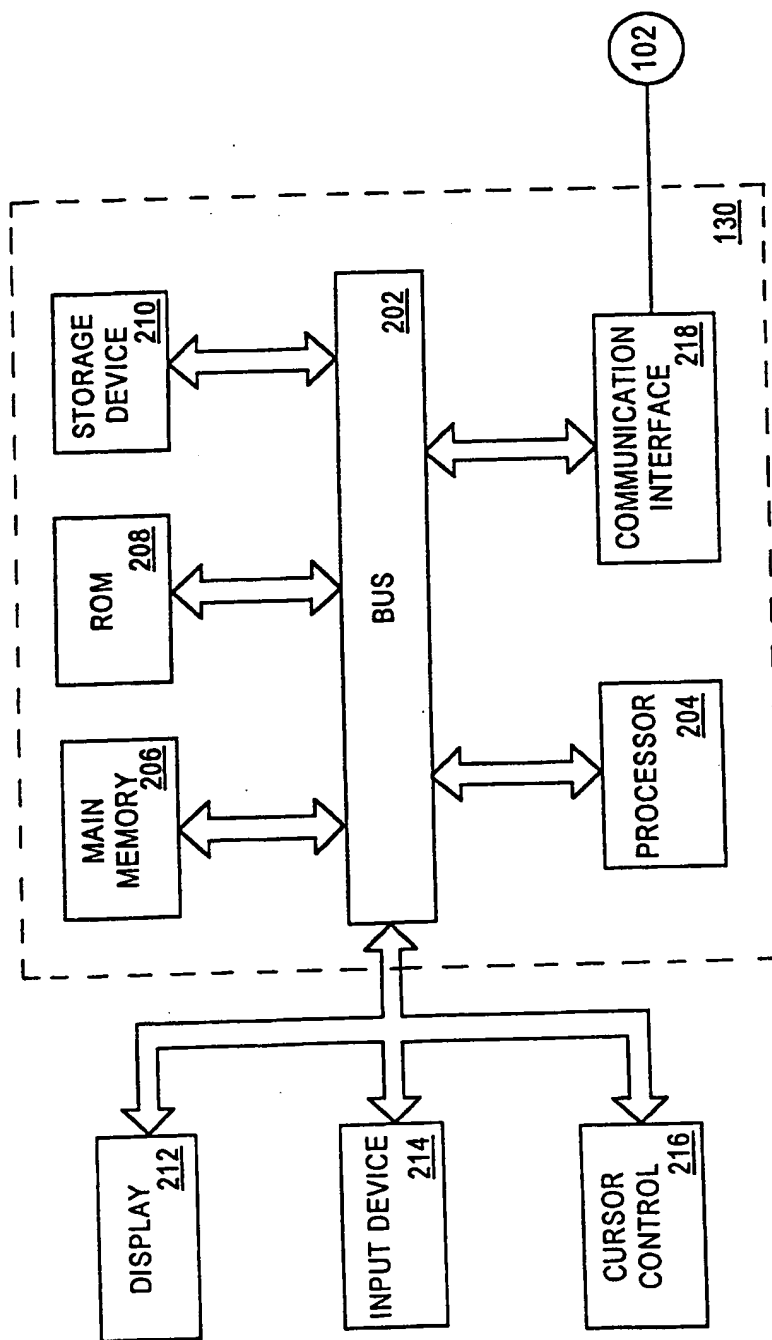 DISPLAY
212
INPUT DEVICE
214
CURSOR
CONTROL
216
MAIN
MEMORY
206
ROM
208
STORAGE
DEVICE
210
BUS
202
PROCESSOR
204
COMMUNICATION
INTERFACE
218
130
102